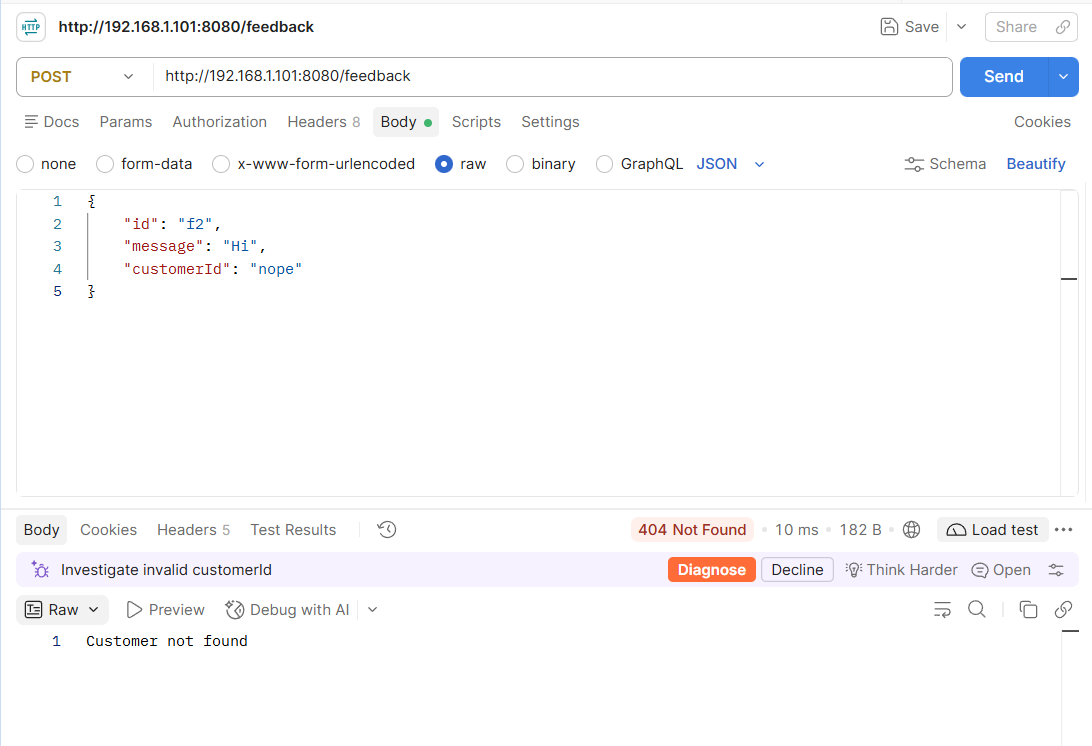 HTTP http://192.168.1.101:8080/feedback Save Share
POST http://192.168.1.101:8080/feedback Send
Docs Params Authorization Headers 8 Body Scripts Settings Cookies
none form-data x-www-form-urlencoded raw binary GraphQL JSON Schema Beautify
1 {
2 "id": "f2",
3 "message": "Hi",
4 "customerId": "nope"
5 }
Body Cookies Headers 5 Test Results 404 Not Found • 10 ms • 182 B • Load test
Investigate invalid customerId Diagnose Decline Think Harder Open
Raw Preview Debug with AI
1 Customer not found